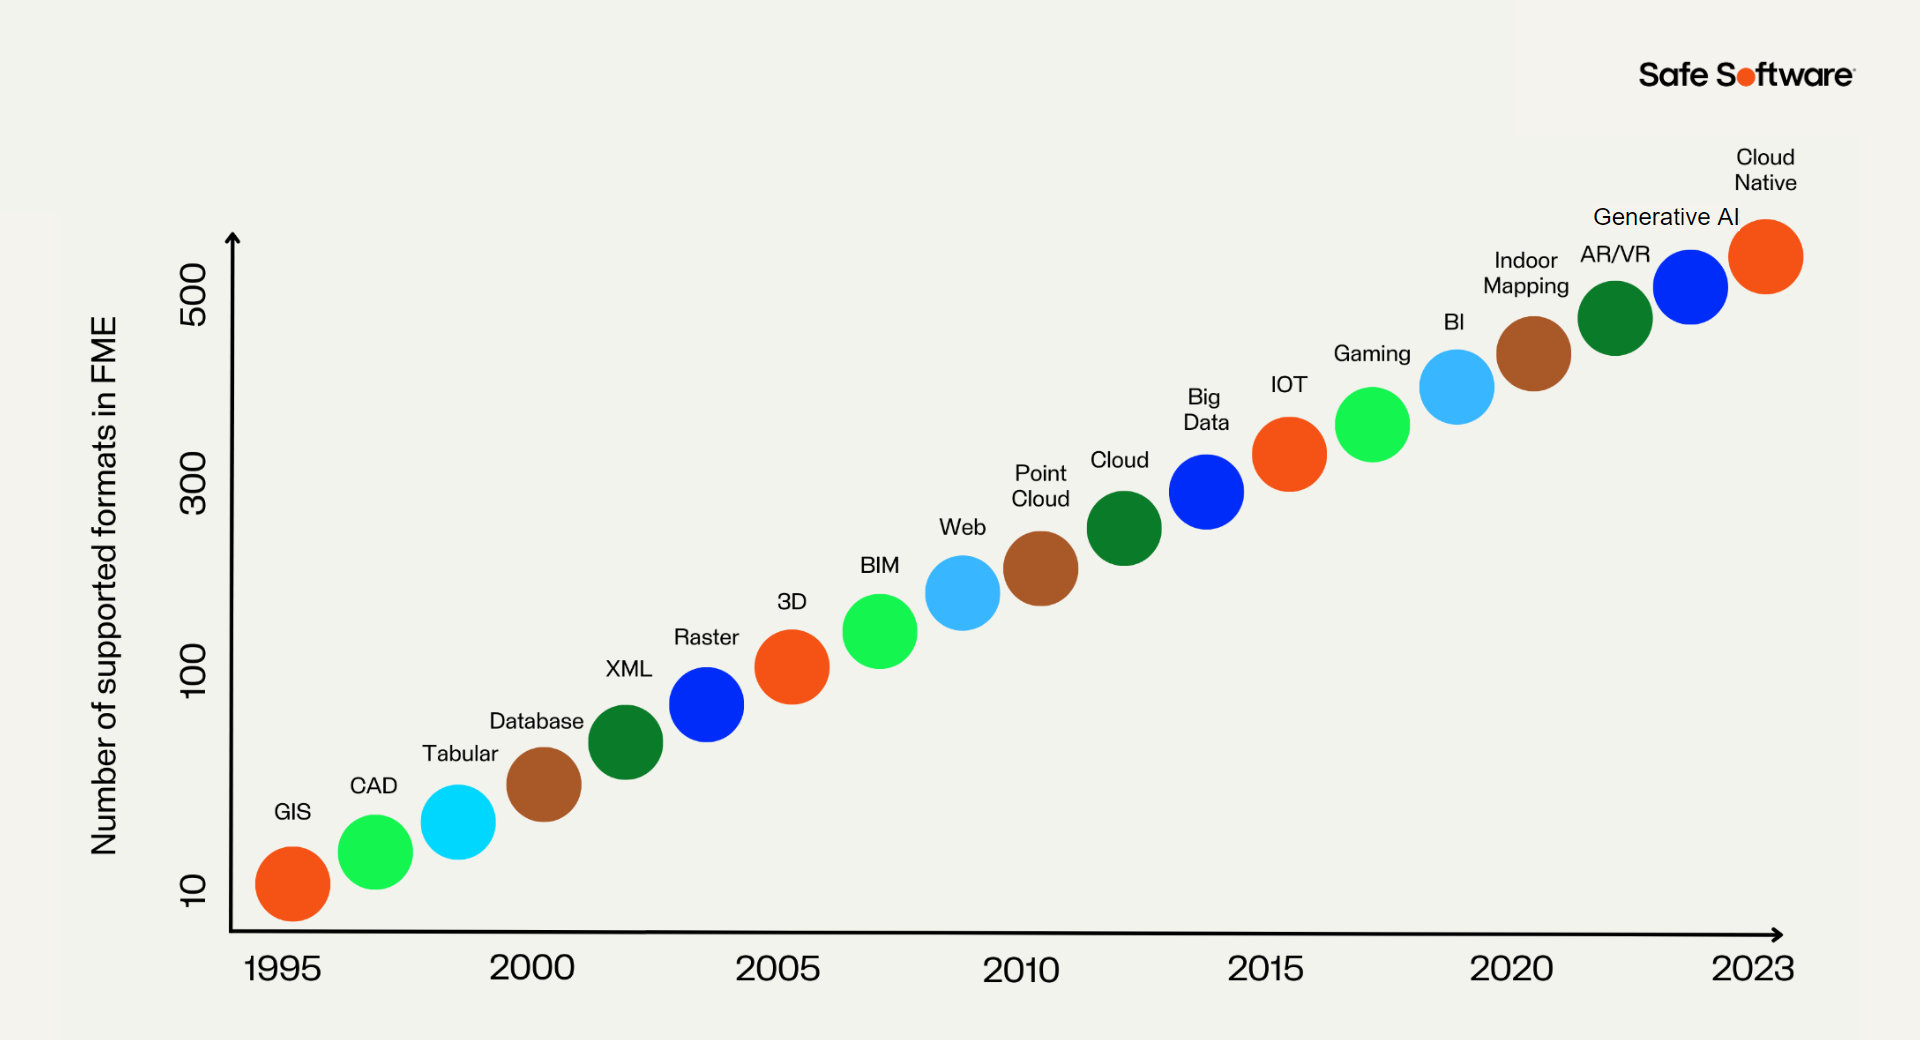 Safe Software
Cloud
Native
Generative AI
AR/VR
Indoor
Mapping
BI
Gaming
IOT
Big
Data
Cloud
Point
Cloud
Web
BIM
3D
Raster
XML
Database
Tabular
CAD
GIS
Number of supported formats in FME
500
300
100
10
1995 2000 2005 2010 2015 2020 2023